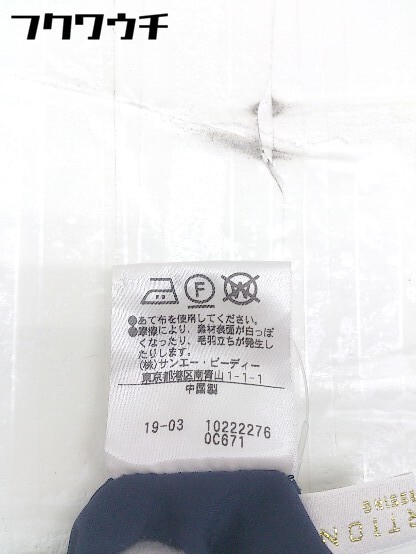 フクワウチ
F
W
●あて布を使用してください。
●摩擦により、素材表面が白っぽ
くなったり、毛羽立ちが発生し
たりします。
(株)サンエー・ビーディー
東京都港区南青山1-1-1
中国製
19-03 10222276
0C671